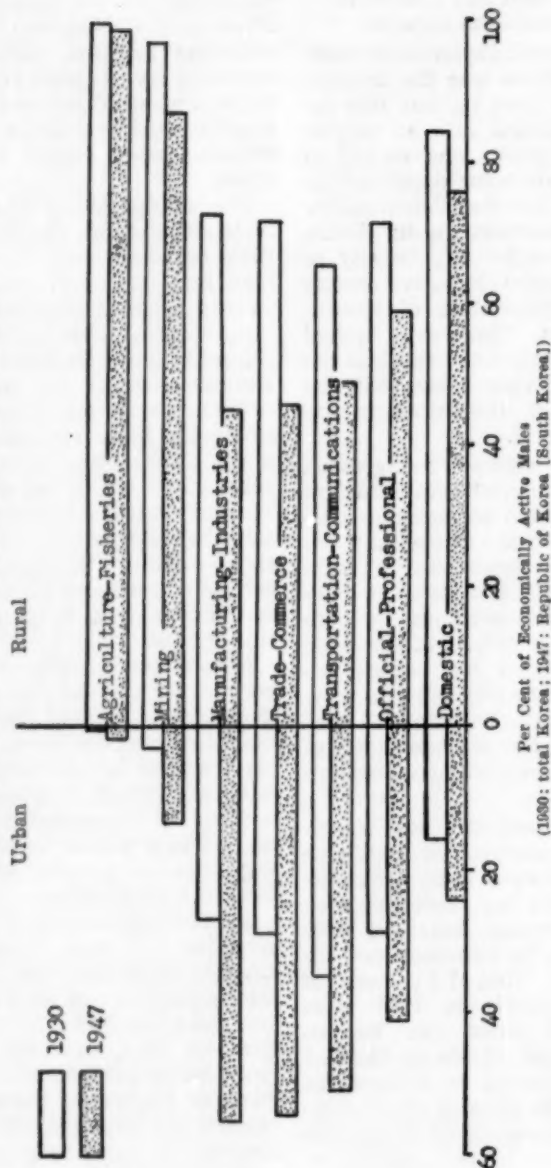 Urban Rural
1930
1947
Agriculture-Fisheries
Mining
Manufacturing-Industries
Trade-Commerce
Transportation-Communications
Official-Professional
Domestic
60 40 20 0 20 40 60 80 100
Per Cent of Economically Active Males
(1930: total Korea; 1947: Republic of Korea [South Korea])